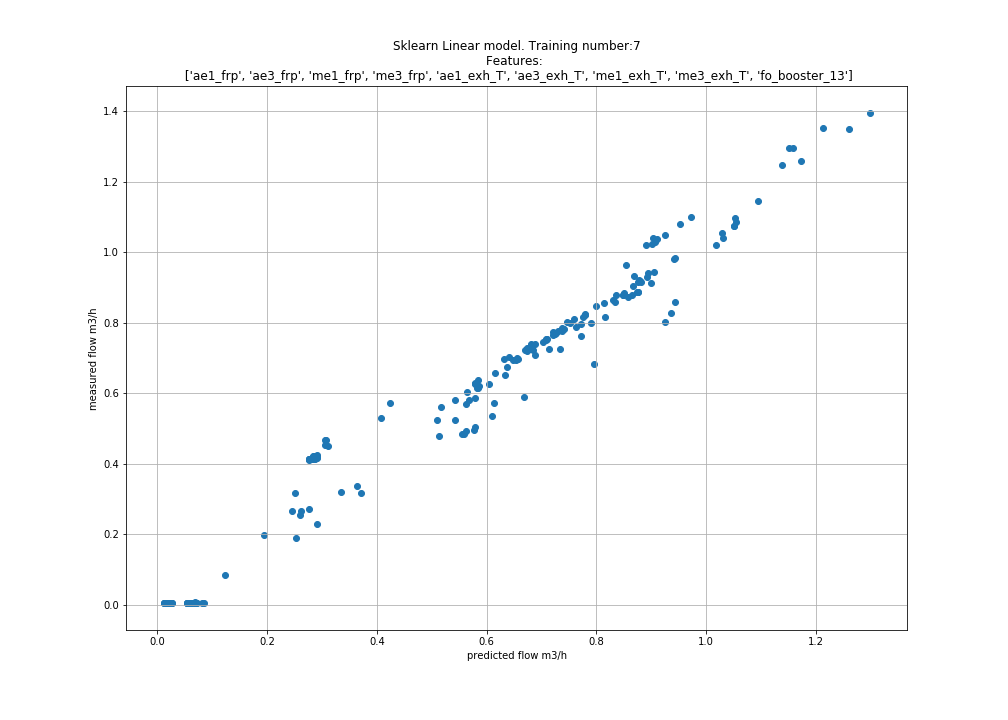 Sklearn Linear model. Training number:7
Features:
['ae1_frp', 'ae3_frp', 'me1_frp', 'me3_frp', 'ae1_exh_T', 'ae3_exh_T', 'me1_exh_T', 'me3_exh_T', 'fo_booster_13']
1.4
1.2
1.0
0.8
0.6
0.4
0.2
0.0
measured flow m3/h
0.0 0.2 0.4 0.6 0.8 1.0 1.2
predicted flow m3/h